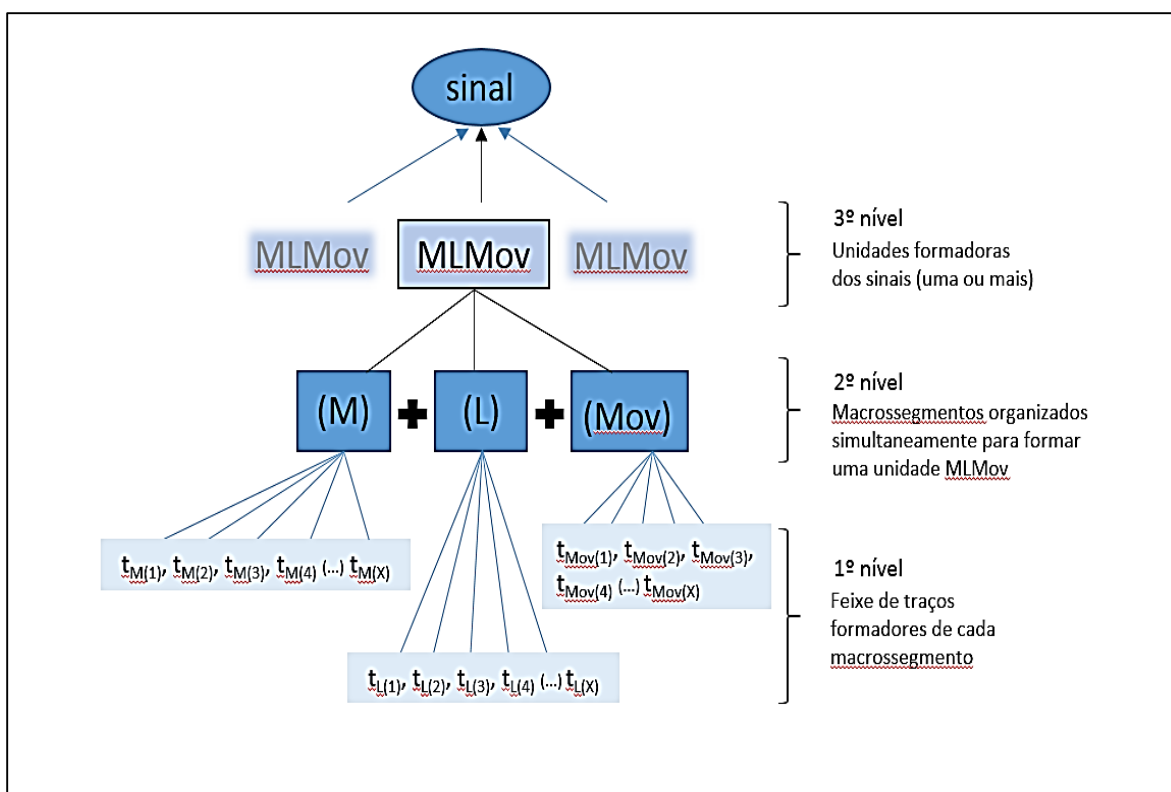 sinal
MLMov MLMov MLMov
3º nível
Unidades formadoras
dos sinais (uma ou mais)
(M) + (L) + (Mov)
2º nível
Macrossegmentos organizados
simultaneamente para formar
uma unidade MLMov
tM(1), tM(2), tM(3), tM(4) (...) tM(X)
tMov(1), tMov(2), tMov(3),
tMov(4) (...) tMov(X)
tL(1), tL(2), tL(3), tL(4) (...) tL(X)
1º nível
Feixe de traços
formadores de cada
macrossegmento